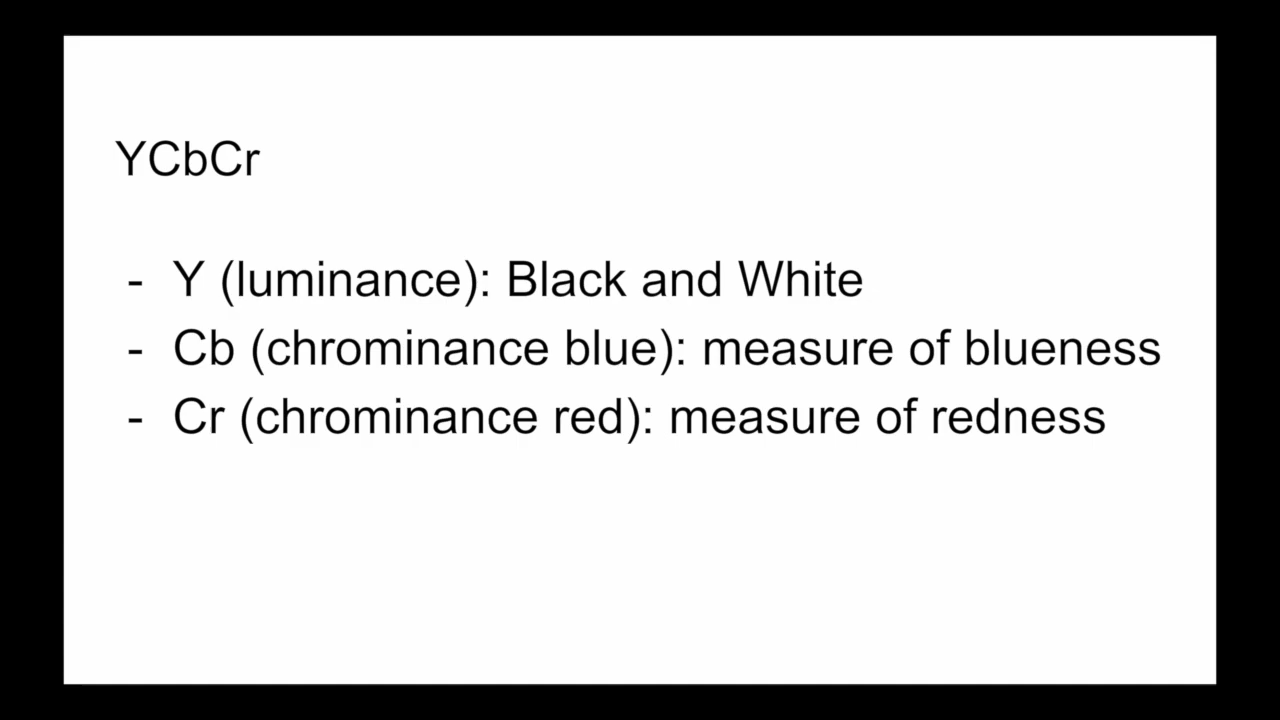 YCbCr
- Y (luminance): Black and White
- Cb (chrominance blue): measure of blueness
- Cr (chrominance red): measure of redness